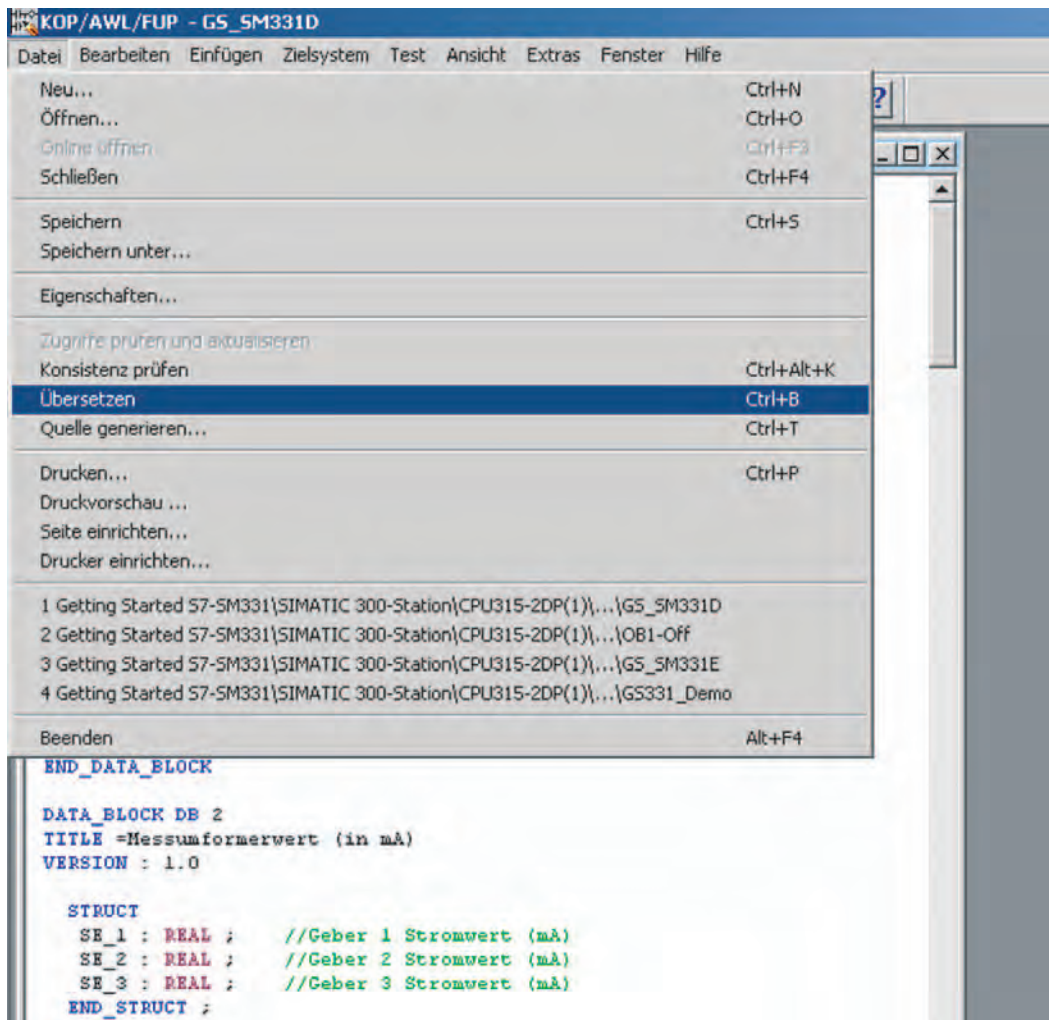 KOP/AWL/FUP - GS_SM331D
Datei Bearbeiten Einfügen Zielsystem Test Ansicht Extras Fenster Hilfe
Neu... Ctrl+N
Öffnen... Ctrl+O
Online öffnen Ctrl+F3
Schließen Ctrl+F4
Speichern Ctrl+S
Speichern unter...
Eigenschaften...
Zugriffe prüfen und aktualisieren
Konsistenz prüfen Ctrl+Alt+K
Übersetzen Ctrl+B
Quelle generieren... Ctrl+T
Drucken... Ctrl+P
Druckvorschau ...
Seite einrichten...
Drucker einrichten...
1 Getting Started S7-SM331\SIMATIC 300-Station\CPU315-2DP(1)\...\GS_SM331D
2 Getting Started S7-SM331\SIMATIC 300-Station\CPU315-2DP(1)\...\OB1-Off
3 Getting Started S7-SM331\SIMATIC 300-Station\CPU315-2DP(1)\...\GS_SM331E
4 Getting Started S7-SM331\SIMATIC 300-Station\CPU315-2DP(1)\...\GS331_Demo
Beenden Alt+F4
END_DATA_BLOCK
DATA_BLOCK DB 2
TITLE =Messumformerwert (in mA)
VERSION : 1.0
STRUCT
SE_1 : REAL ; //Geber 1 Stromwert (mA)
SE_2 : REAL ; //Geber 2 Stromwert (mA)
SE_3 : REAL ; //Geber 3 Stromwert (mA)
END_STRUCT ;